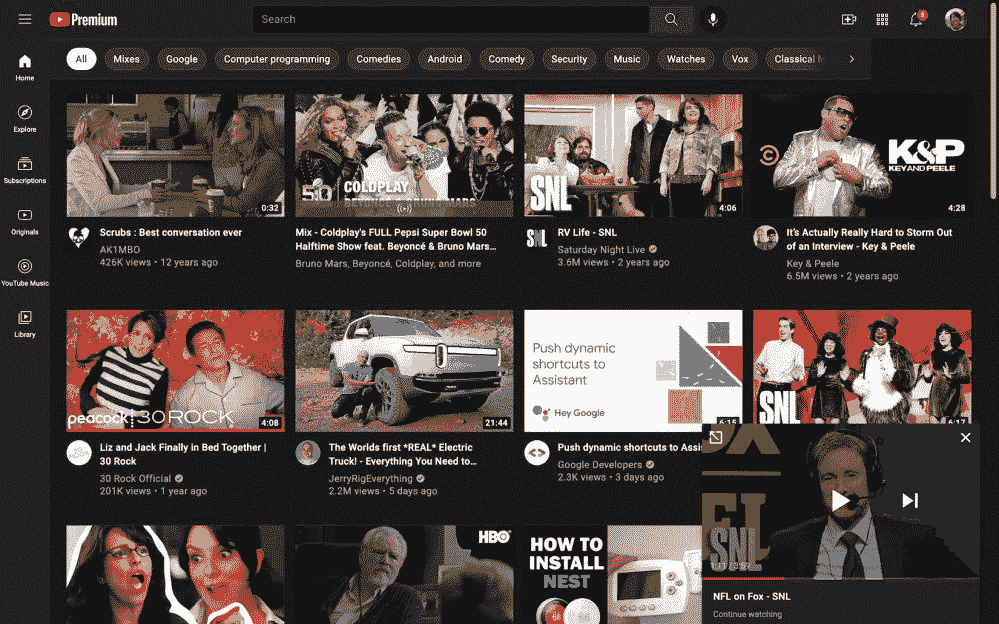 Premium
Search
8
All
Mixes
Google
Computer programming
Comedies
Android
Comedy
Security
Music
Watches
Vox
Classical
Home
Explore
Subscriptions
Originals
YouTube Music
Library
0:32
Scrubs : Best conversation ever
AK1MBO
426K views • 12 years ago
50
COLDPLAY
Mix - Coldplay's FULL Pepsi Super Bowl 50
Halftime Show feat. Beyoncé & Bruno Mars...
Bruno Mars, Beyoncé, Coldplay, and more
SNL
4:06
SNL
RV Life - SNL
Saturday Night Live
3.6M views • 2 years ago
K&P
KEY AND PEELE
4:28
It's Actually Really Hard to Storm Out
of an Interview - Key & Peele
Key & Peele
6.5M views • 2 years ago
peacock 30 ROCK
4:08
Liz and Jack Finally in Bed Together |
30 Rock
30 Rock Official
201K views • 1 year ago
21:44
The Worlds first *REAL* Electric
Truck! - Everything You Need to...
JerryRigEverything
2.2M views • 5 days ago
Push dynamic
shortcuts to
Assistant
Hey Google
6:15
Push dynamic shortcuts to Assi
Google Developers
2.3K views • 3 days ago
SNL
6:17
HBO
HOW TO
INSTALL
NEST
SNL
1:11 / 3:59
NFL on Fox - SNL
Continue watching